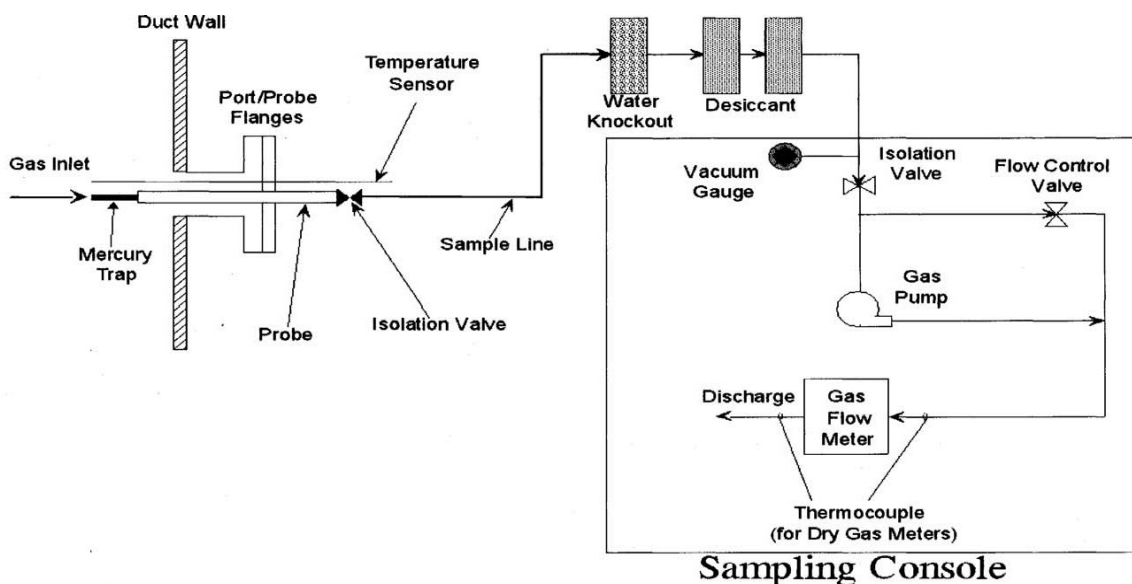 Duct Wall
Temperature
Sensor
Port/Probe
Flanges
Gas Inlet
Mercury
Trap
Probe
Isolation Valve
Sample Line
Water
Knockout
Desiccant
Vacuum
Gauge
Isolation
Valve
Flow Control
Valve
Gas
Pump
Discharge
Gas
Flow
Meter
Thermocouple
(for Dry Gas Meters)
Sampling Console